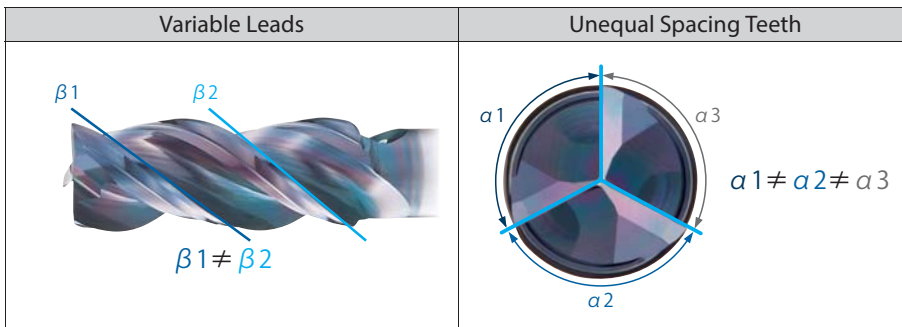 Variable Leads
Unequal Spacing Teeth
β1
β2
β1≠β2
α1
α3
α2
α1≠α2≠α3